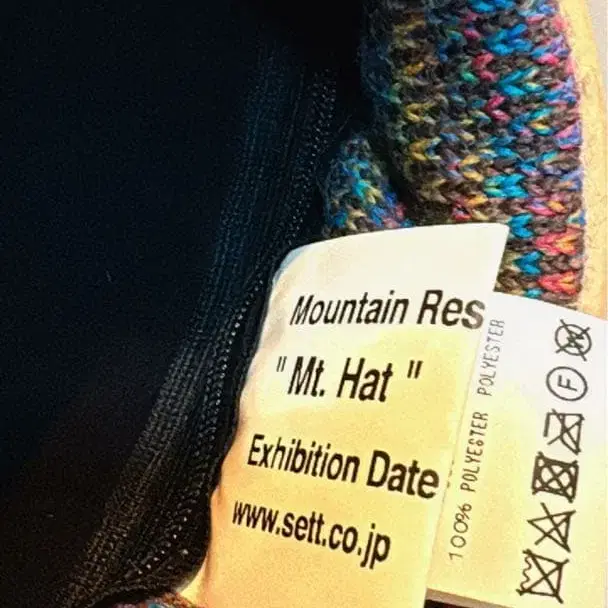 Mountain Res
" Mt. Hat "
Exhibition Date
www.sett.co.jp
100% POLYESTER POLYESTER
F
W